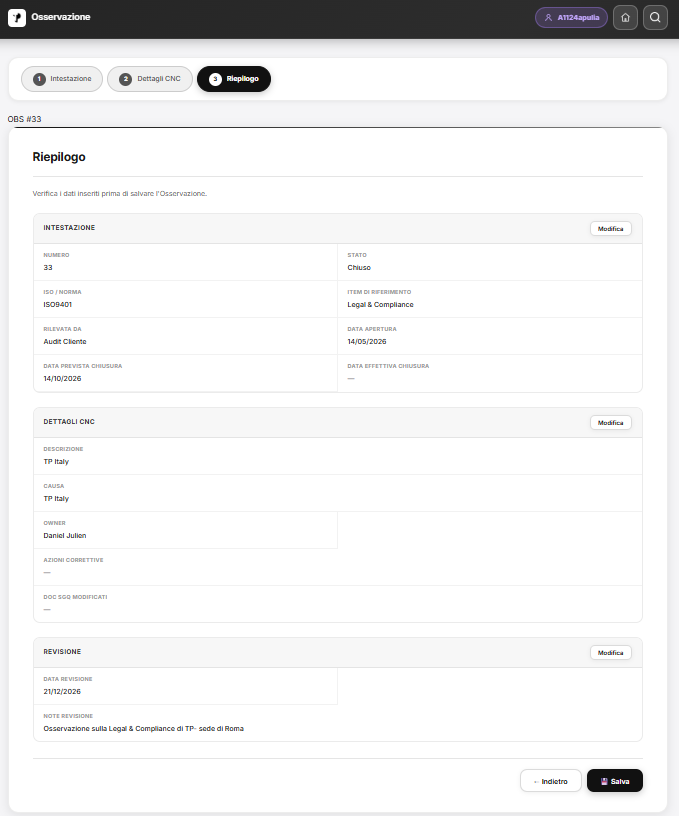 Osservazione
A1124apulia
1 Intestazione
2 Dettagli CNC
3 Riepilogo
OBS #33
Riepilogo
Verifica i dati inseriti prima di salvare l'Osservazione.
INTESTAZIONE
Modifica
NUMERO
33
STATO
Chiuso
ISO / NORMA
ISO9401
ITEM DI RIFERIMENTO
Legal & Compliance
RILEVATA DA
Audit Cliente
DATA APERTURA
14/05/2026
DATA PREVISTA CHIUSURA
14/10/2026
DATA EFFETTIVA CHIUSURA
—
DETTAGLI CNC
Modifica
DESCRIZIONE
TP Italy
CAUSA
TP Italy
OWNER
Daniel Julien
AZIONI CORRETTIVE
—
DOC SGQ MODIFICATI
—
REVISIONE
Modifica
DATA REVISIONE
21/12/2026
NOTE REVISIONE
Osservazione sulla Legal & Compliance di TP- sede di Roma
← Indietro
💾 Salva